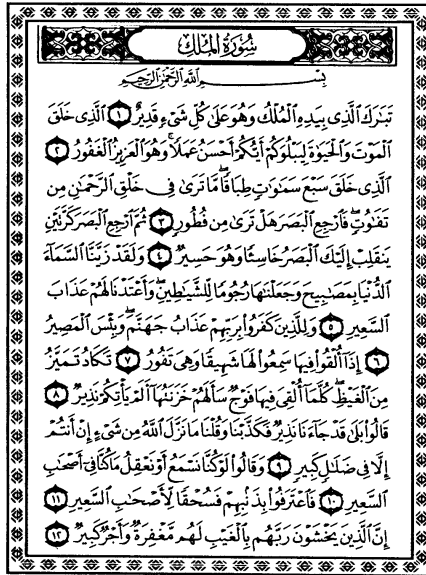 سُورَةُ المُلْكِ
بِسْمِ اللَّهِ الرَّحْمَٰنِ الرَّحِيمِ
تَبَارَكَ الَّذِي بِيَدِهِ الْمُلْكُ وَهُوَ عَلَىٰ كُلِّ شَيْءٍ قَدِيرٌ ١ الَّذِي خَلَقَ
الْمَوْتَ وَالْحَيَوٰةَ لِيَبْلُوَكُمْ أَيُّكُمْ أَحْسَنُ عَمَلًا ۚ وَهُوَ الْعَزِيزُ الْغَفُورُ ٢
الَّذِي خَلَقَ سَبْعَ سَمَٰوَٰتٍ طِبَاقًا ۖ مَّا تَرَىٰ فِي خَلْقِ الرَّحْمَٰنِ مِن
تَفَٰوُتٍ ۖ فَارْجِعِ الْبَصَرَ هَلْ تَرَىٰ مِن فُطُورٍ ٣ ثُمَّ ارْجِعِ الْبَصَرَ كَرَّتَيْنِ
يَنقَلِبْ إِلَيْكَ الْبَصَرُ خَاسِئًا وَهُوَ حَسِيرٌ ٤ وَلَقَدْ زَيَّنَّا السَّمَاءَ
الدُّنْيَا بِمَصَٰبِيحَ وَجَعَلْنَٰهَا رُجُومًا لِّلشَّيَٰطِينِ ۖ وَأَعْتَدْنَا لَهُمْ عَذَابَ
السَّعِيرِ ٥ وَلِلَّذِينَ كَفَرُوا بِرَبِّهِمْ عَذَابُ جَهَنَّمَ ۖ وَبِئْسَ الْمَصِيرُ
٦ إِذَا أُلْقُوا فِيهَا سَمِعُوا لَهَا شَهِيقًا وَهِيَ تَفُورُ ٧ تَكَادُ تَمَيَّزُ
مِنَ الْغَيْظِ ۖ كُلَّمَا أُلْقِيَ فِيهَا فَوْجٌ سَأَلَهُمْ خَزَنَتُهَا أَلَمْ يَأْتِكُمْ نَذِيرٌ ٨
قَالُوا بَلَىٰ قَدْ جَاءَنَا نَذِيرٌ فَكَذَّبْنَا وَقُلْنَا مَا نَزَّلَ اللَّهُ مِن شَيْءٍ إِنْ أَنتُمْ
إِلَّا فِي ضَلَٰلٍ كَبِيرٍ ٩ وَقَالُوا لَوْ كُنَّا نَسْمَعُ أَوْ نَعْقِلُ مَا كُنَّا فِي أَصْحَٰبِ
السَّعِيرِ ١٠ فَاعْتَرَفُوا بِذَنبِهِمْ فَسُحْقًا لِّأَصْحَٰبِ السَّعِيرِ ١١
إِنَّ الَّذِينَ يَخْشَوْنَ رَبَّهُم بِالْغَيْبِ لَهُم مَّغْفِرَةٌ وَأَجْرٌ كَبِيرٌ ١٢